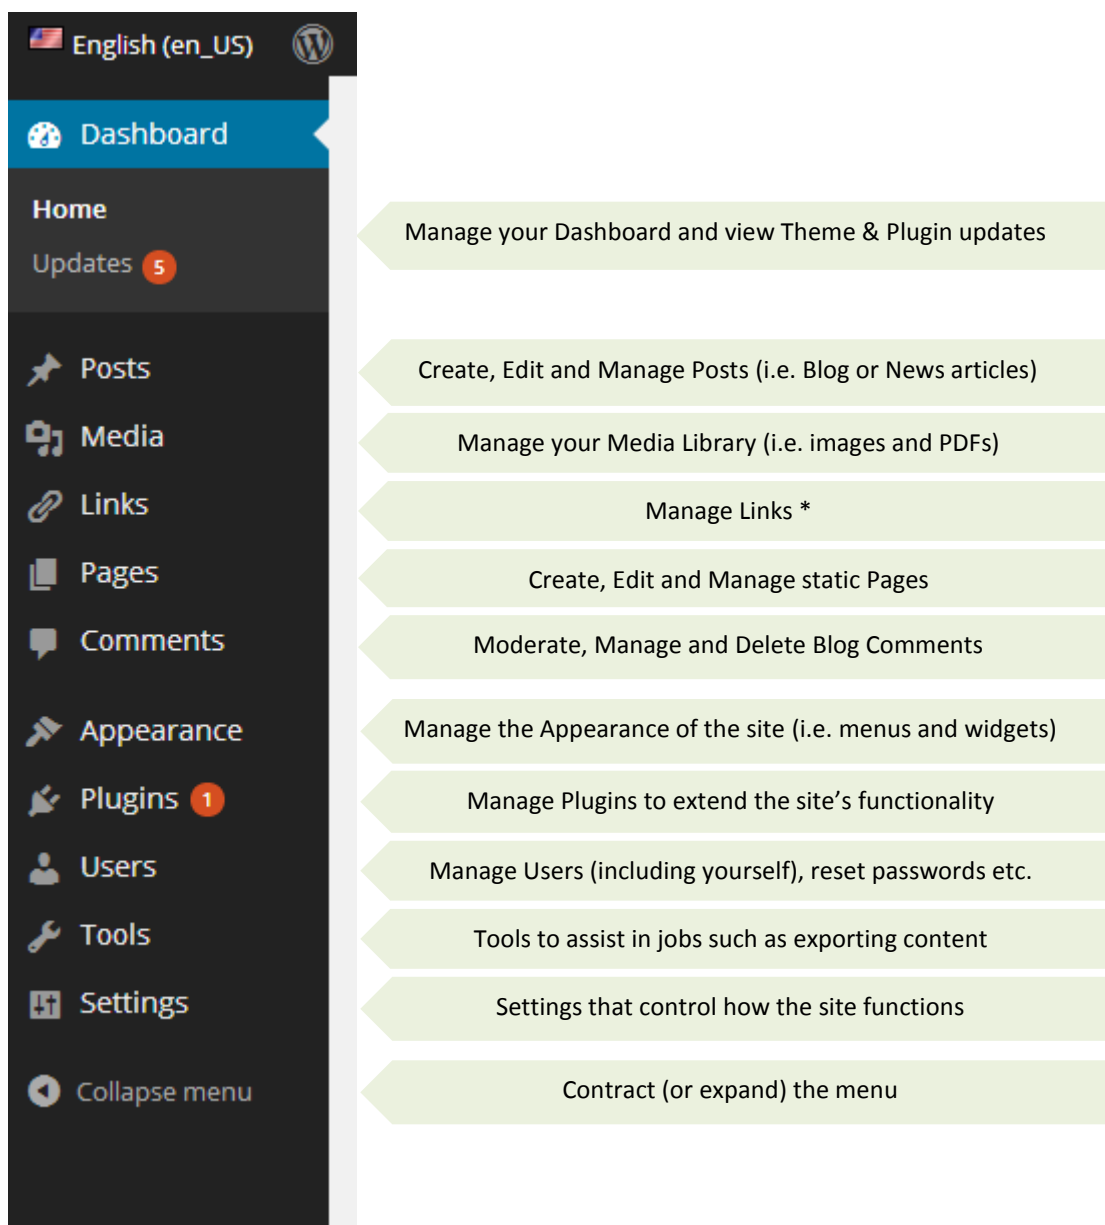 English (en_US)
Dashboard
Home
Updates 5
Manage your Dashboard and view Theme & Plugin updates
Posts
Create, Edit and Manage Posts (i.e. Blog or News articles)
Media
Manage your Media Library (i.e. images and PDFs)
Links
Manage Links *
Pages
Create, Edit and Manage static Pages
Comments
Moderate, Manage and Delete Blog Comments
Appearance
Manage the Appearance of the site (i.e. menus and widgets)
Plugins 1
Manage Plugins to extend the site’s functionality
Users
Manage Users (including yourself), reset passwords etc.
Tools
Tools to assist in jobs such as exporting content
Settings
Settings that control how the site functions
Collapse menu
Contract (or expand) the menu